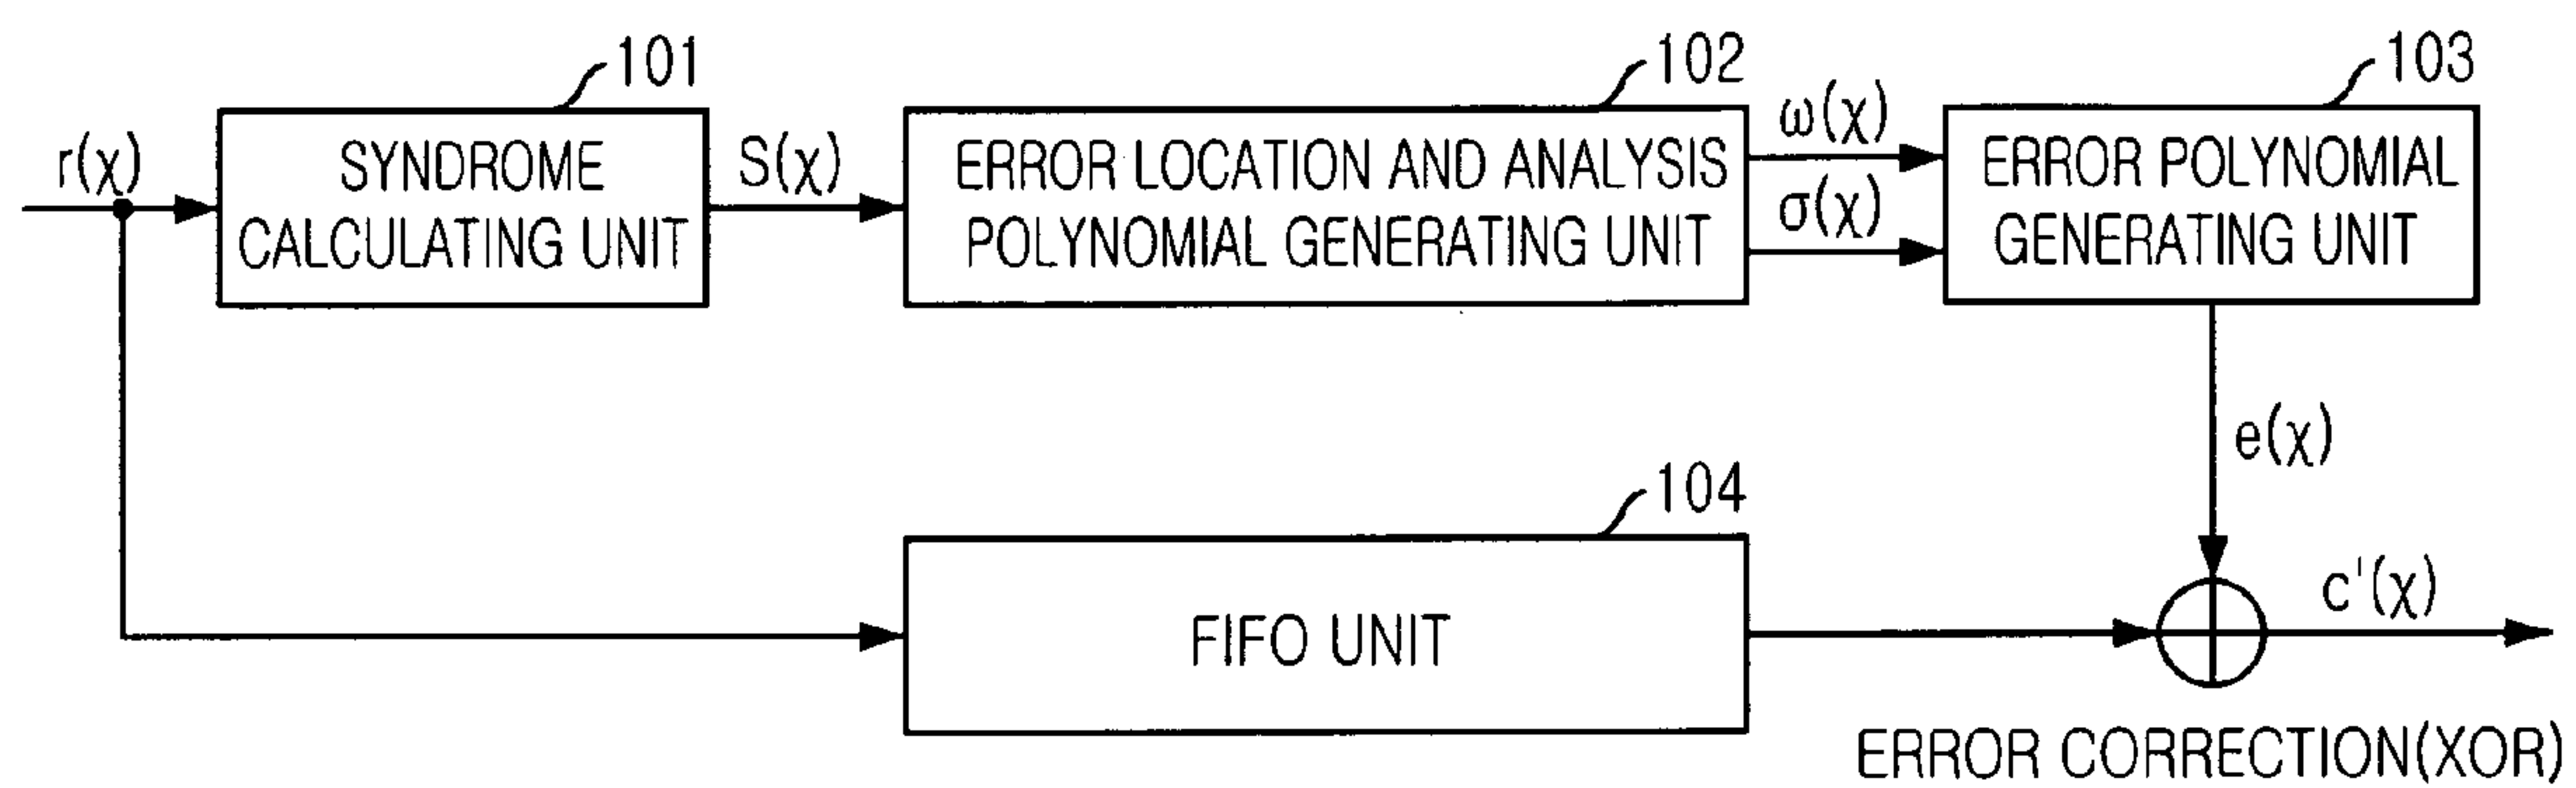 101
102
103
r(χ)
SYNDROME
CALCULATING UNIT
S(χ)
ERROR LOCATION AND ANALYSIS
POLYNOMIAL GENERATING UNIT
ω(χ)
σ(χ)
ERROR POLYNOMIAL
GENERATING UNIT
e(χ)
104
FIFO UNIT
c'(χ)
ERROR CORRECTION(XOR)